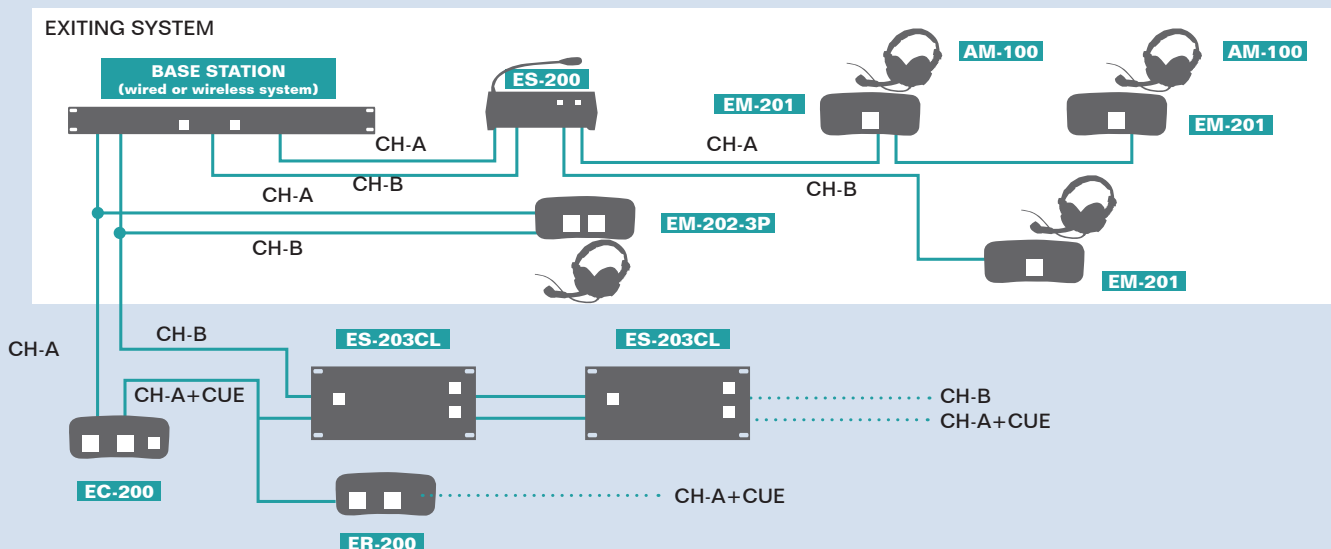 EXITING SYSTEM
BASE STATION
(wired or wireless system)
ES-200
AM-100
AM-100
EM-201
EM-201
CH-A
CH-A
CH-B
CH-A
CH-B
EM-202-3P
CH-B
EM-201
CH-A
CH-B
ES-203CL
ES-203CL
CH-A+CUE
CH-B
CH-A+CUE
EC-200
CH-A+CUE
ER-200